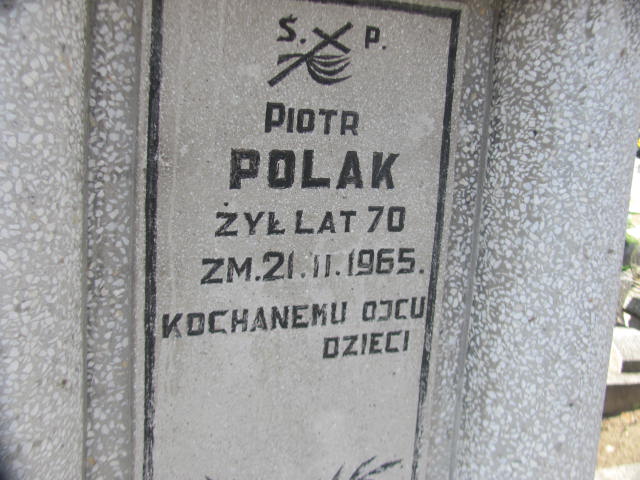 Ś. P.
PIOTR
POLAK
ŻYŁ LAT 70
ZM. 21.11.1965.
KOCHANEMU OJCU
DZIECI